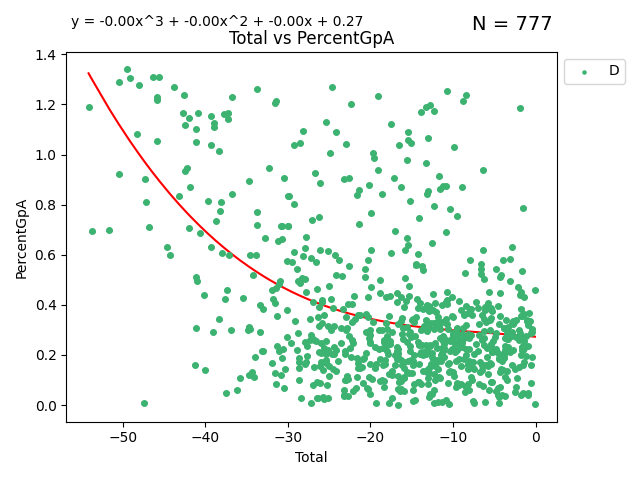 y = -0.00x^3 + -0.00x^2 + -0.00x + 0.27
N = 777
Total vs PercentGpA
D
1.4
1.2
1.0
0.8
0.6
0.4
0.2
0.0
PercentGpA
−50
−40
−30
−20
−10
0
Total